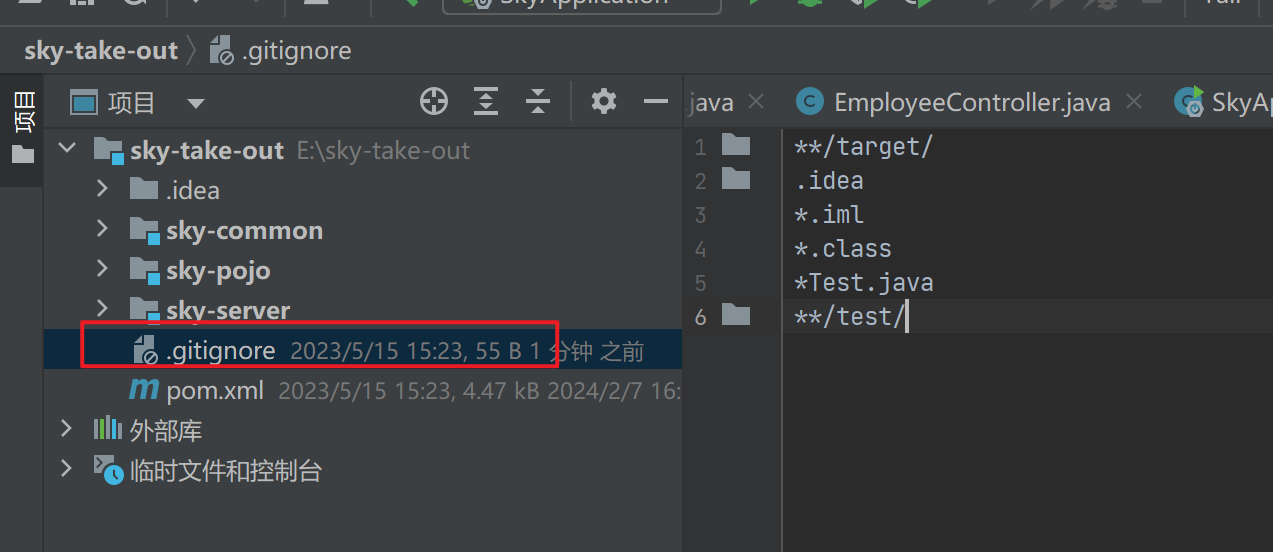 SkyApplication
sky-take-out
.gitignore
项目
项目
java
EmployeeController.java
SkyAp
sky-take-out E:\sky-take-out
.idea
sky-common
sky-pojo
sky-server
.gitignore 2023/5/15 15:23, 55 B 1 分钟 之前
pom.xml 2023/5/15 15:23, 4.47 kB 2024/2/7 16:
外部库
临时文件和控制台
1 **/target/
2 .idea
3 *.iml
4 *.class
5 *Test.java
6 **/test/